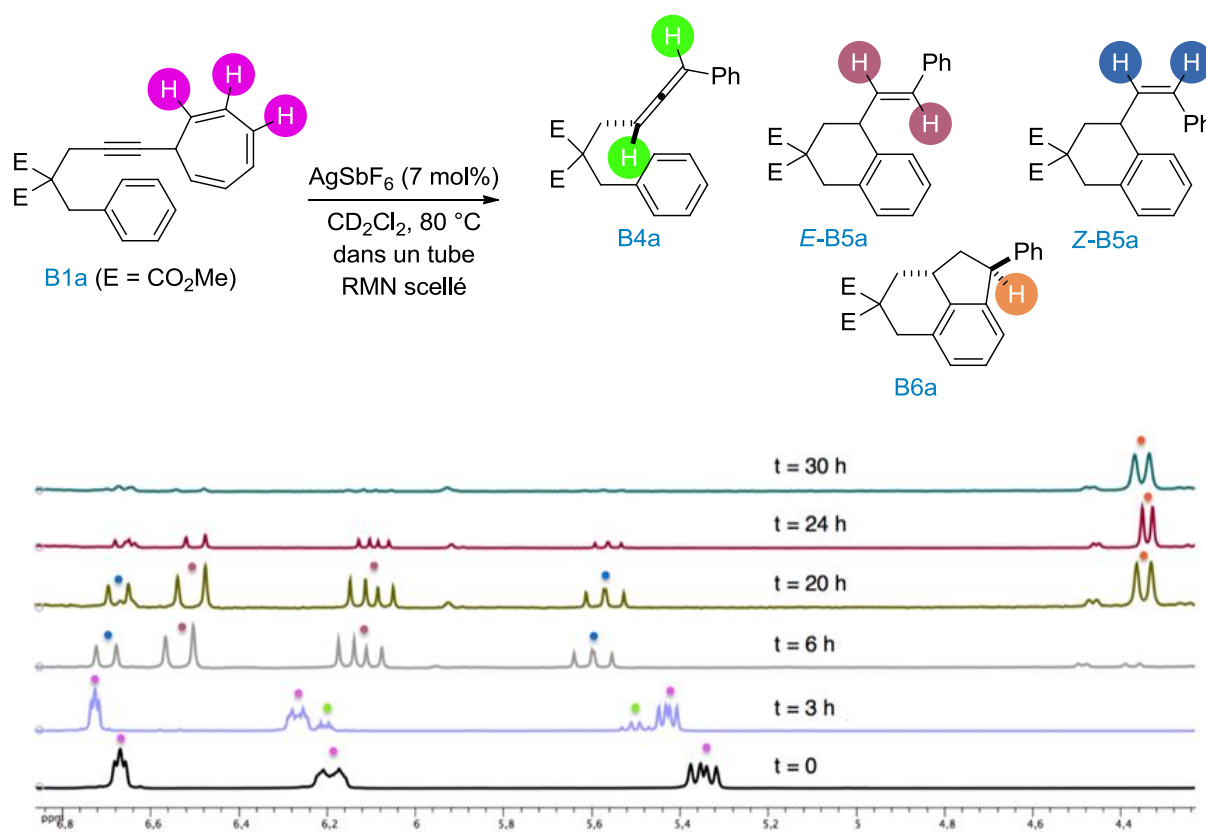 H
H
H
E
E
B1a (E = CO2Me)
AgSbF6 (7 mol%)
CD2Cl2, 80 °C
dans un tube
RMN scellé
H
Ph
E
E
H
B4a
H
Ph
H
E
E
E-B5a
H
H
Ph
E
E
Z-B5a
Ph
H
E
E
B6a
t = 30 h
t = 24 h
t = 20 h
t = 6 h
t = 3 h
t = 0
ppm 6,8 6,6 6,4 6,2 6,0 5,8 5,6 5,4 5,2 5,0 4,8 4,6 4,4